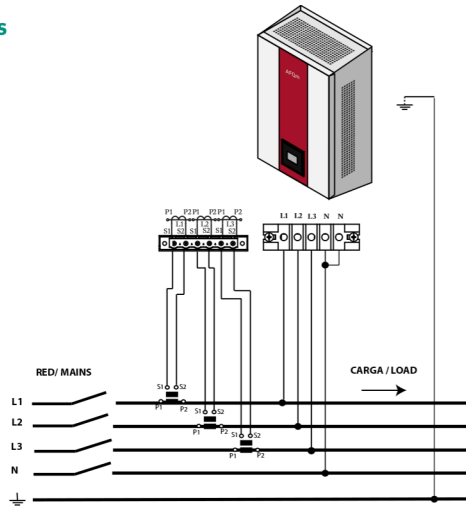 s
AFQm
P1 P2 P1 P2 P1 P2
L1 L2 L3
S1 S2 S1 S2 S1 S2
L1 L2 L3 N N
RED/ MAINS
CARGA / LOAD
S1 S2
L1
P1 P2
S1 S2
L2
P1 P2
S1 S2
L3
P1 P2
N